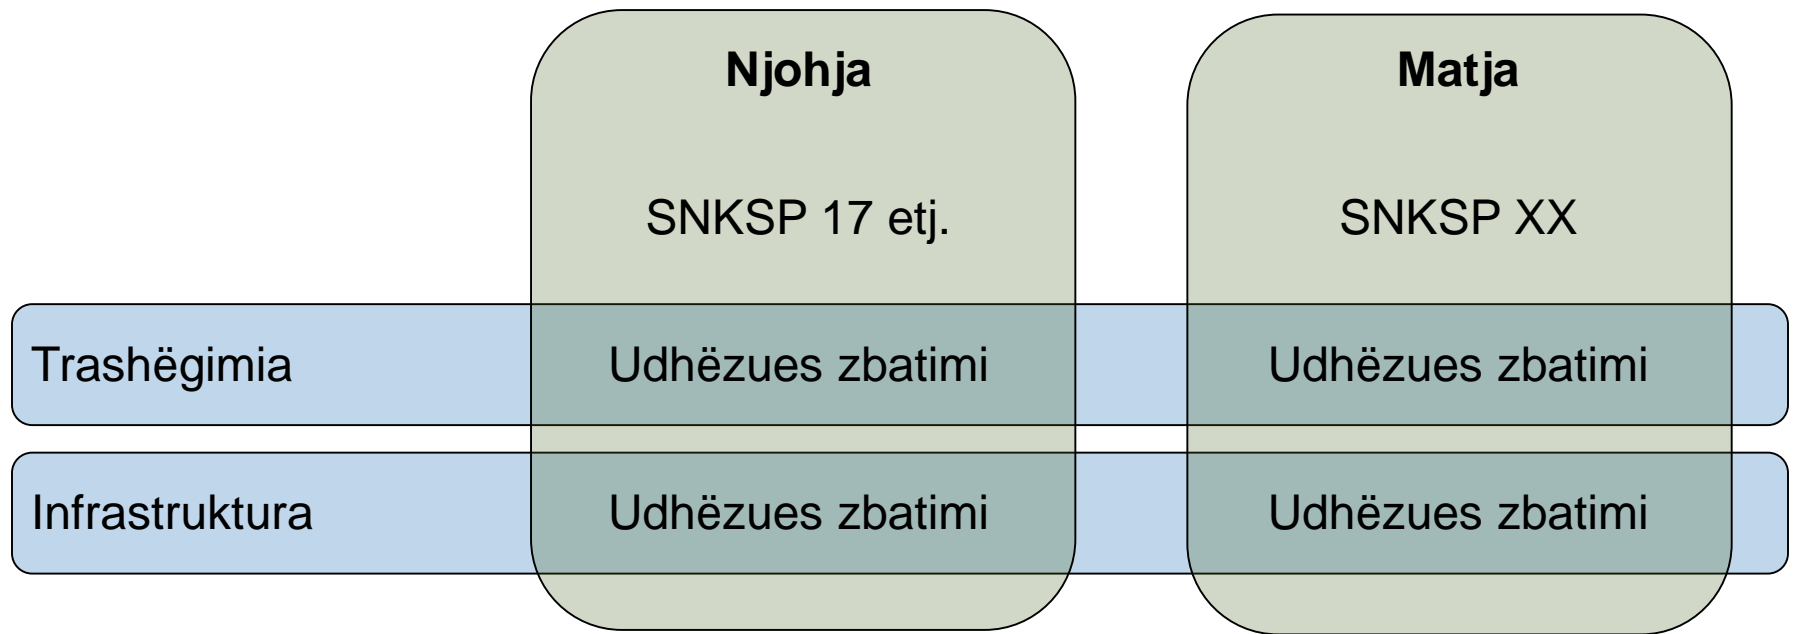 Njohja
Matja
SNKSP 17 etj.
SNKSP XX
Trashëgimia
Udhëzues zbatimi
Udhëzues zbatimi
Infrastruktura
Udhëzues zbatimi
Udhëzues zbatimi